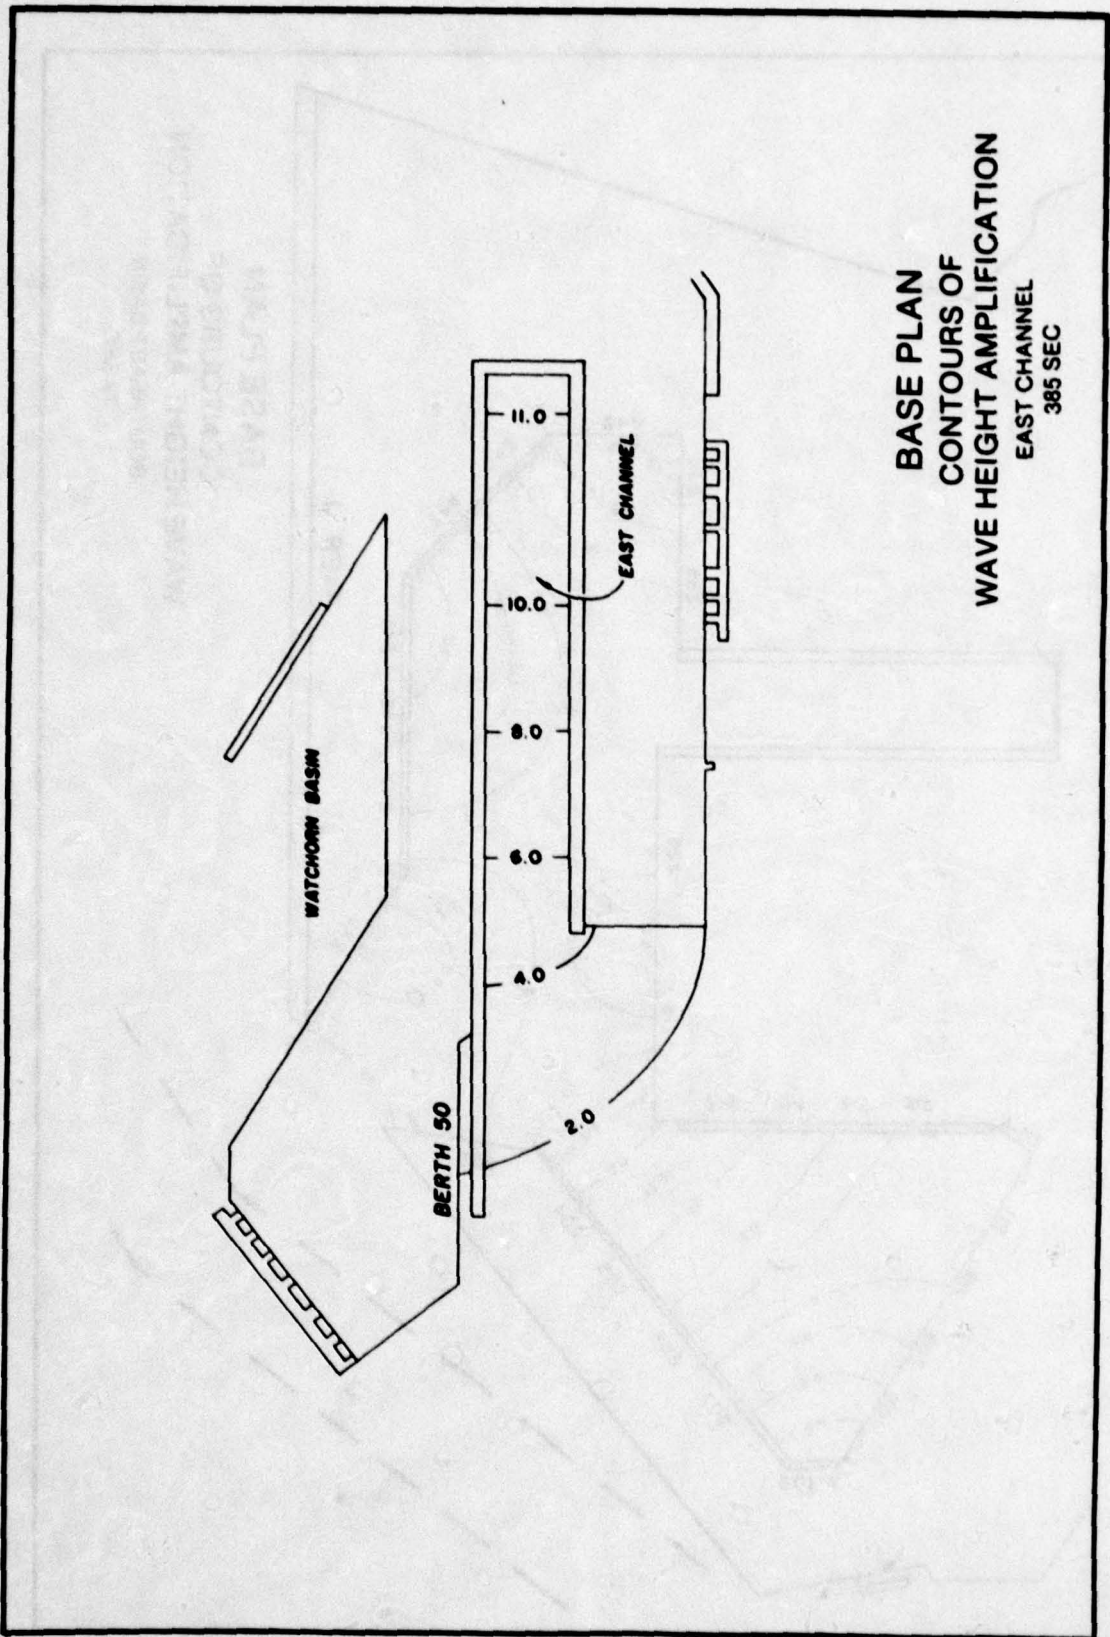 WATCHORN BASIN
BERTH 50
2.0
4.0
6.0
8.0
10.0
11.0
EAST CHANNEL
BASE PLAN
CONTOURS OF
WAVE HEIGHT AMPLIFICATION
EAST CHANNEL
385 SEC